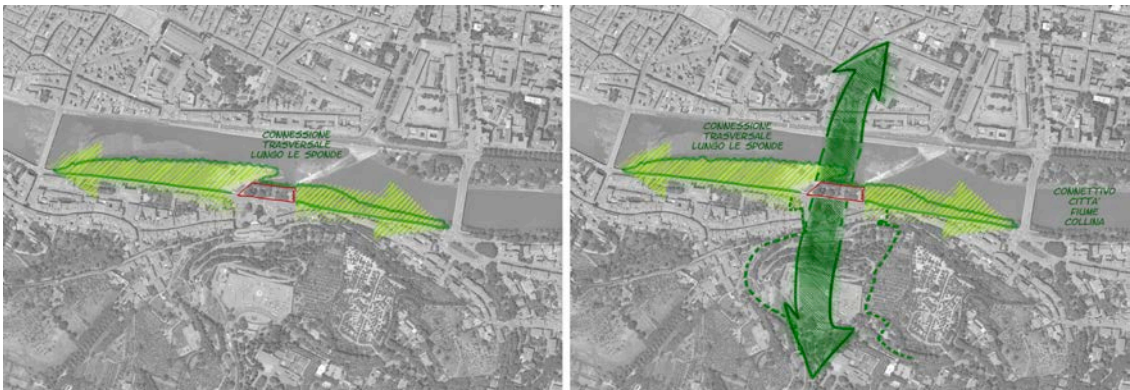 CONNESSIONE
TRASVERSALE
LUNGO LE SPONDE
CONNESSIONE
TRASVERSALE
LUNGO LE SPONDE
CONNETTIVO
CITTA'
FIUME
COLLINA